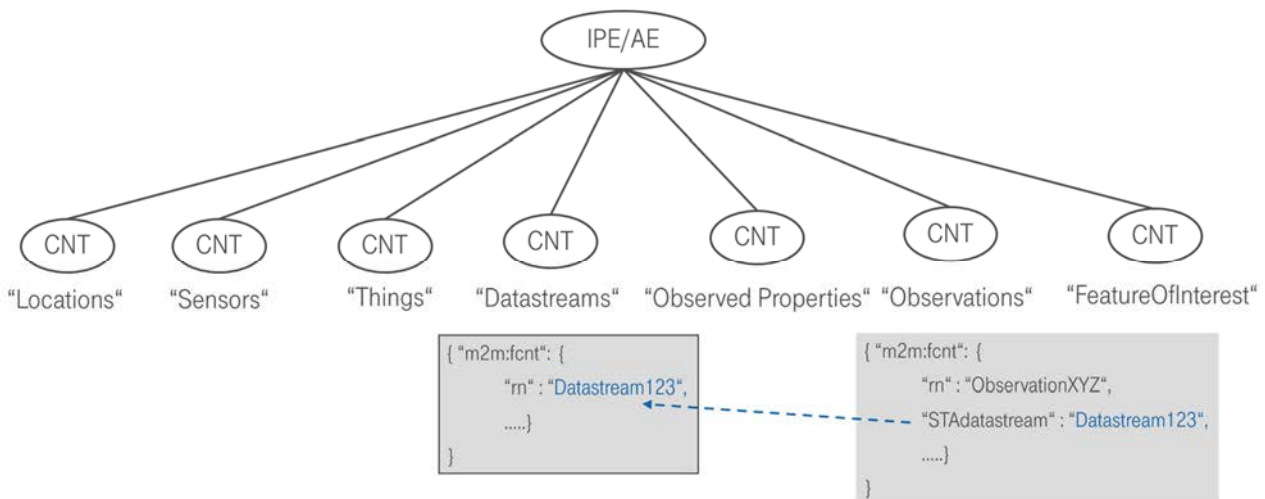 IPE/AE
CNT CNT CNT CNT CNT CNT CNT
“Locations“ “Sensors“ “Things“ “Datastreams“ “Observed Properties“ “Observations“ “FeatureOfInterest“
{ “m2m:fcnt“: {
“rn“ : “Datastream123“,
.....}
}
{ “m2m:fcnt“: {
“rn“ : “ObservationXYZ“,
“STAdatastream“ : “Datastream123“,
.....}
}